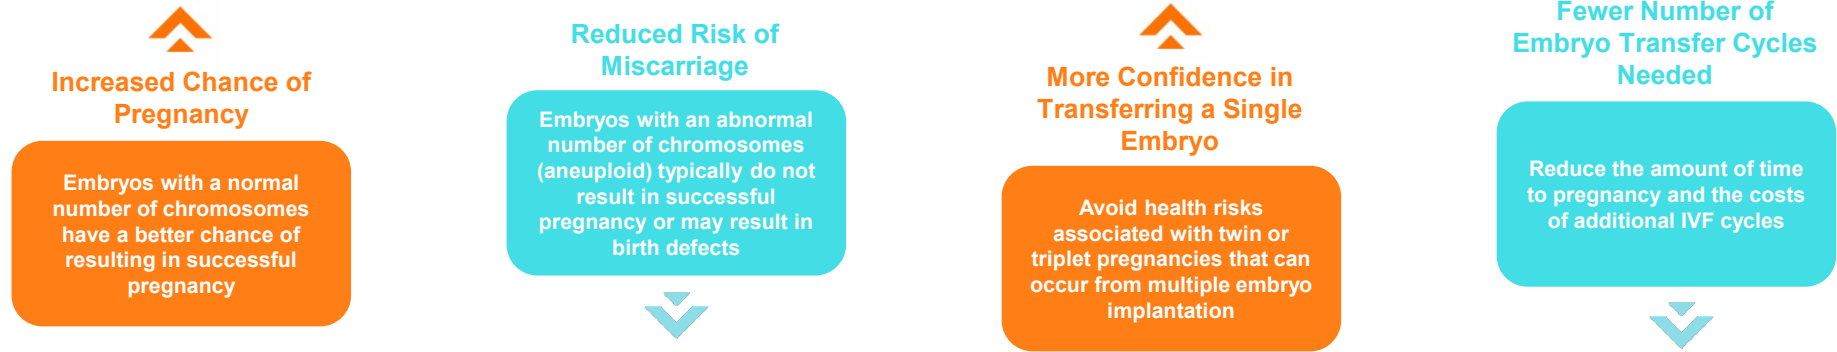 Increased Chance of
Pregnancy
Embryos with a normal
number of chromosomes
have a better chance of
resulting in successful
pregnancy
Reduced Risk of
Miscarriage
Embryos with an abnormal
number of chromosomes
(aneuploid) typically do not
result in successful
pregnancy or may result in
birth defects
More Confidence in
Transferring a Single
Embryo
Avoid health risks
associated with twin or
triplet pregnancies that can
occur from multiple embryo
implantation
Fewer Number of
Embryo Transfer Cycles
Needed
Reduce the amount of time
to pregnancy and the costs
of additional IVF cycles